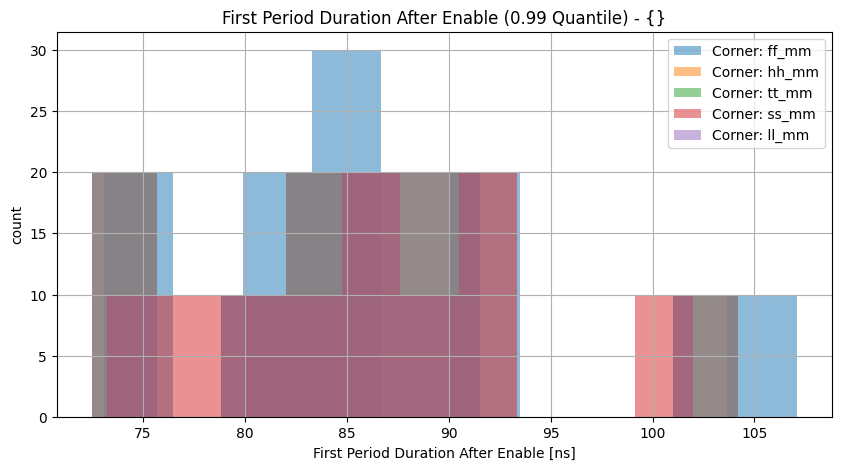 First Period Duration After Enable (0.99 Quantile) - {}
Corner: ff_mm
Corner: hh_mm
Corner: tt_mm
Corner: ss_mm
Corner: ll_mm
count
30
25
20
15
10
5
0
75 80 85 90 95 100 105
First Period Duration After Enable [ns]